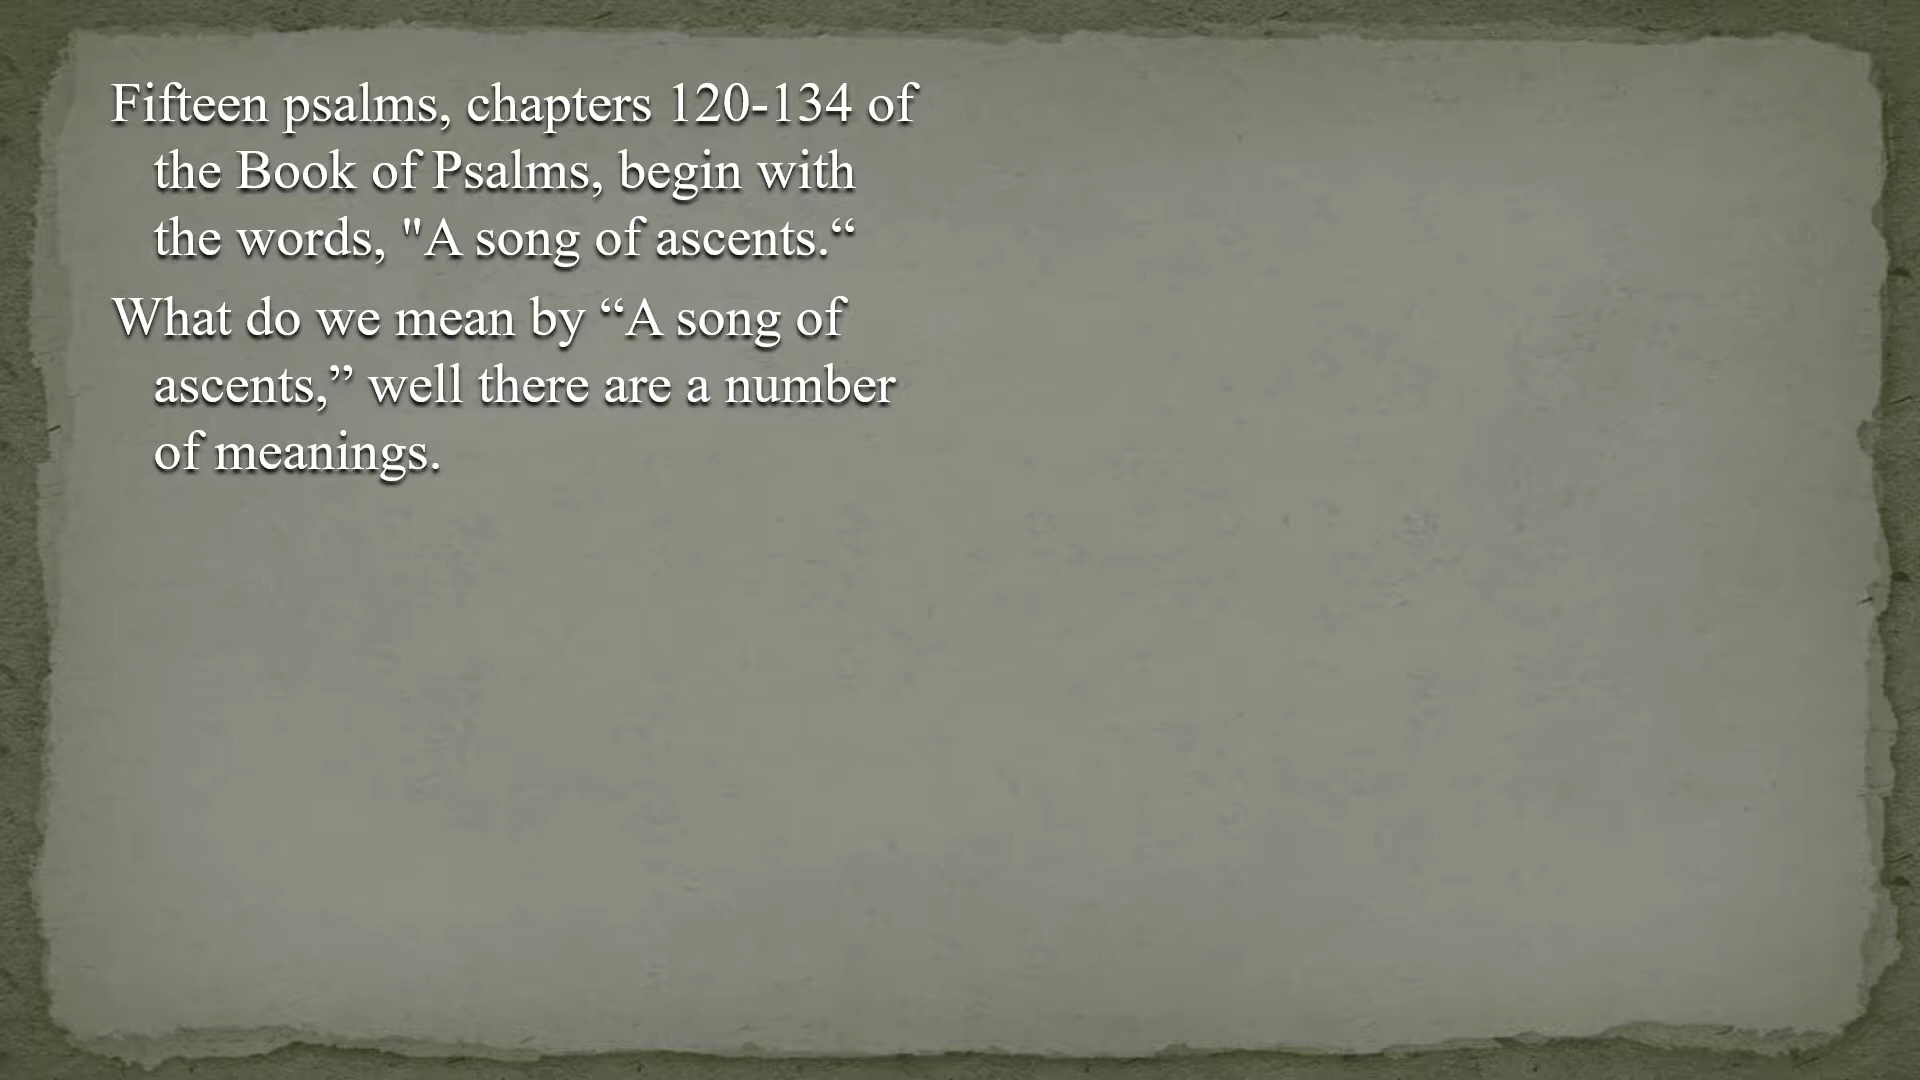 Fifteen psalms, chapters 120-134 of
the Book of Psalms, begin with
the words, "A song of ascents.“
What do we mean by “A song of
ascents,” well there are a number
of meanings.